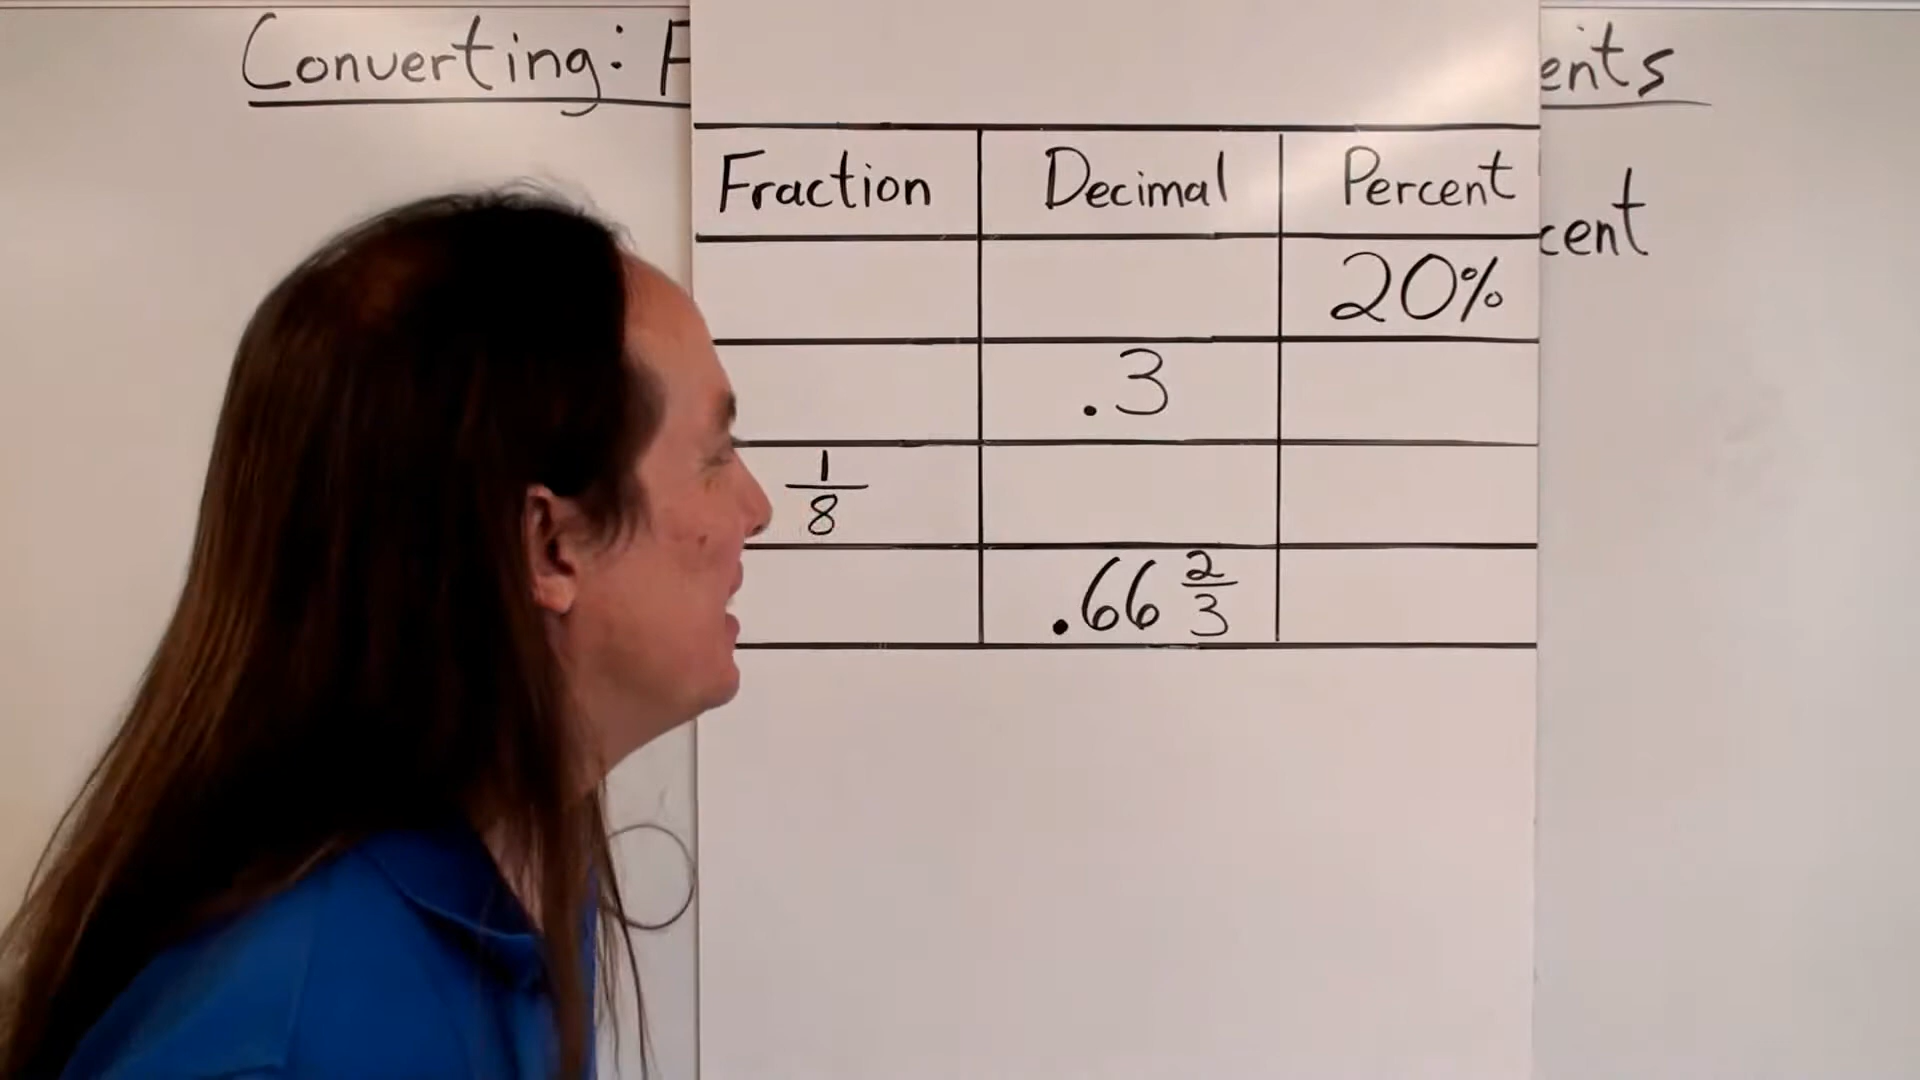 Converting: F
ents
cent
Fraction Decimal Percent
20%
.3
1/8
.66 2/3